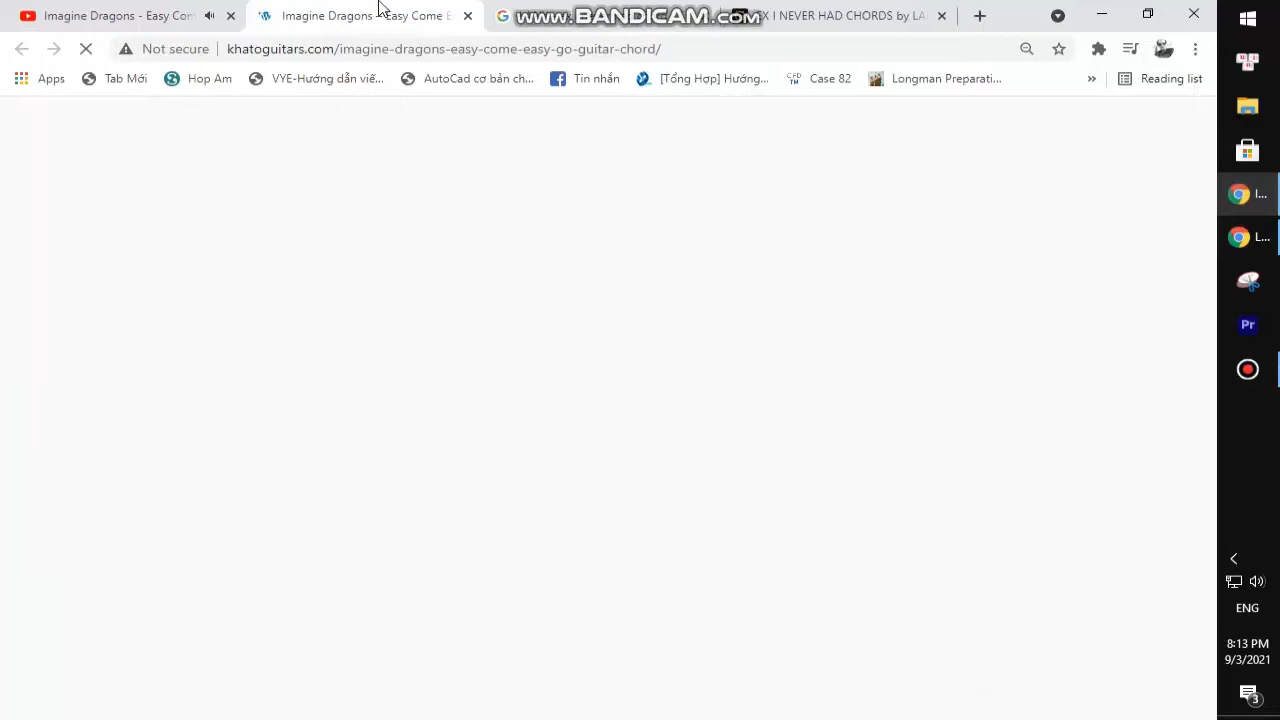 Imagine Dragons - Easy Com
Imagine Dragons - Easy Come E
www.BANDICAM.com
X I NEVER HAD CHORDS by LA
Not secure
khatoguitars.com/imagine-dragons-easy-come-easy-go-guitar-chord/
Apps
Tab Mới
Hop Am
VYE-Hướng dẫn viế...
AutoCad cơ bản ch...
Tin nhắn
[Tổng Hợp] Hướng...
Case 82
Longman Preparati...
»
Reading list
I...
L...
Pr
ENG
8:13 PM
9/3/2021
3